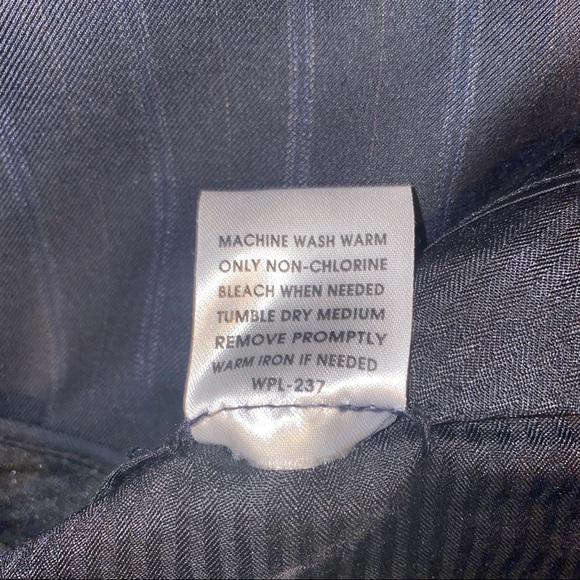 MACHINE WASH WARM
ONLY NON-CHLORINE
BLEACH WHEN NEEDED
TUMBLE DRY MEDIUM
REMOVE PROMPTLY
WARM IRON IF NEEDED
WPL-237